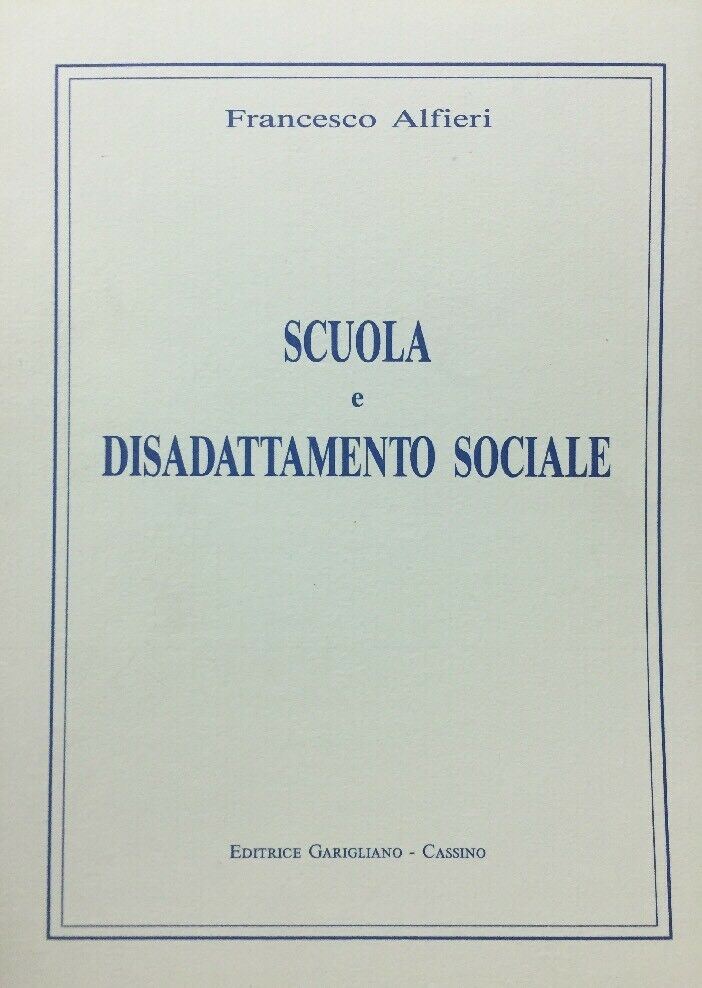 Francesco Alfieri
SCUOLA
e
DISADATTAMENTO SOCIALE
EDITRICE GARIGLIANO - CASSINO